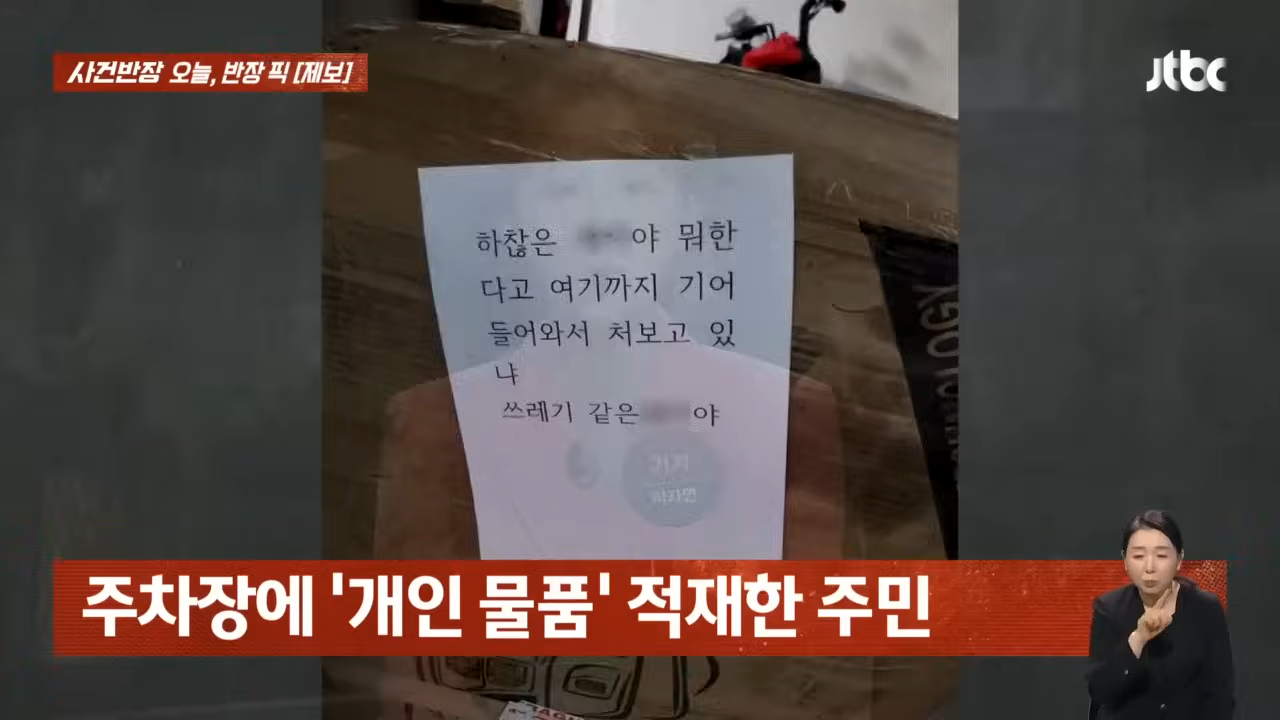 사건반장 오늘, 반장 픽 [제보]
jtbc
하찮은 야 뭐한
다고 여기까지 기어
들어와서 처보고 있
냐
쓰레기 같은 야
주차장에 '개인 물품' 적재한 주민